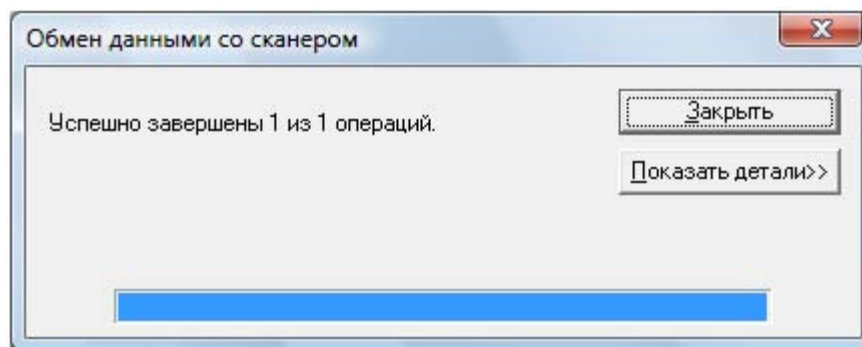 Обмен данными со сканером
Успешно завершены 1 из 1 операций.
Закрыть
Показать детали>>